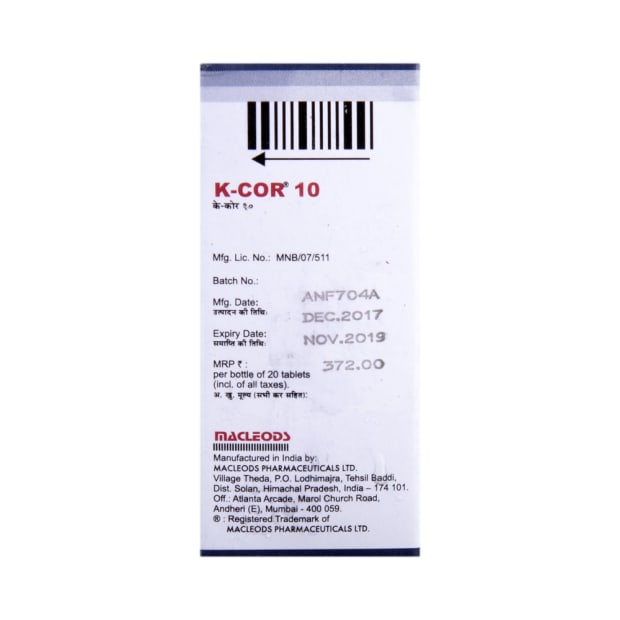 K-COR® 10
के-कोर १०
Mfg. Lic. No.: MNB/07/511
Batch No.: ANF704A
Mfg. Date: DEC.2017
उत्पादन की तिथि:
Expiry Date: NOV.2019
समाप्ति की तिथि:
MRP ₹ : 372.00
per bottle of 20 tablets
(incl. of all taxes).
अ. खु. मूल्य (सभी कर सहित):
MACLEODS
Manufactured in India by:
MACLEODS PHARMACEUTICALS LTD.
Village Theda, P.O. Lodhimajra, Tehsil Baddi,
Dist. Solan, Himachal Pradesh, India – 174 101.
Off.: Atlanta Arcade, Marol Church Road,
Andheri (E), Mumbai - 400 059.
® : Registered Trademark of
MACLEODS PHARMACEUTICALS LTD.